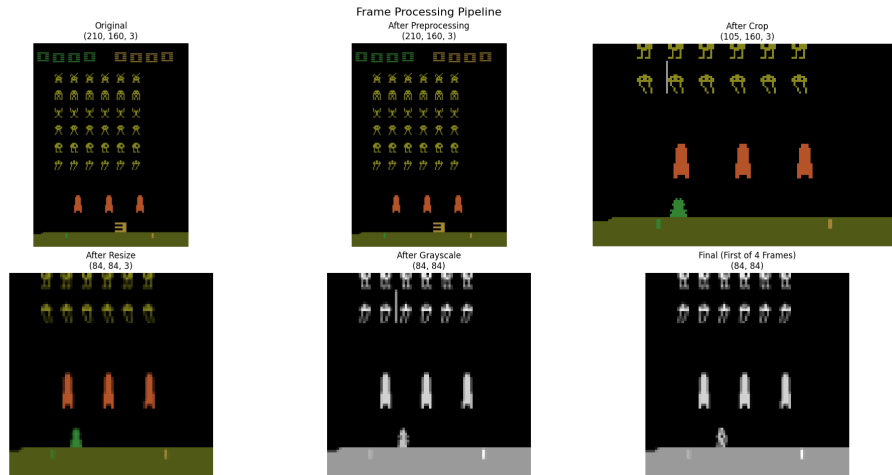 Frame Processing Pipeline
Original
(210, 160, 3)
After Preprocessing
(210, 160, 3)
After Crop
(105, 160, 3)
After Resize
(84, 84, 3)
After Grayscale
(84, 84)
Final (First of 4 Frames)
(84, 84)